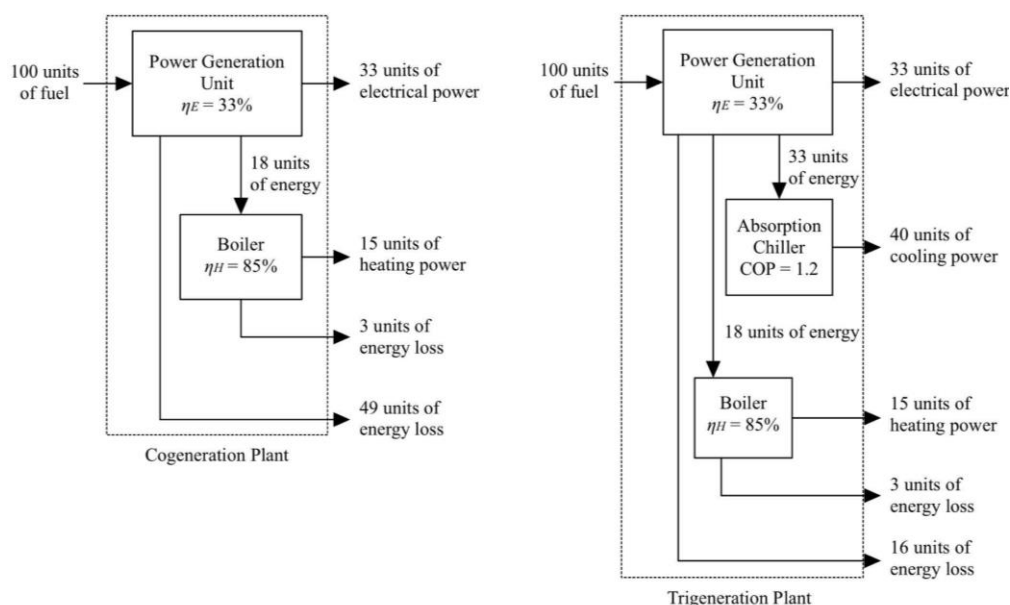 100 units
of fuel
Power Generation
Unit
ηE = 33%
33 units of
electrical power
18 units
of energy
Boiler
ηH = 85%
15 units of
heating power
3 units of
energy loss
49 units of
energy loss
Cogeneration Plant
100 units
of fuel
Power Generation
Unit
ηE = 33%
33 units of
electrical power
33 units
of energy
Absorption
Chiller
COP = 1.2
40 units of
cooling power
18 units of energy
Boiler
ηH = 85%
15 units of
heating power
3 units of
energy loss
16 units of
energy loss
Trigeneration Plant